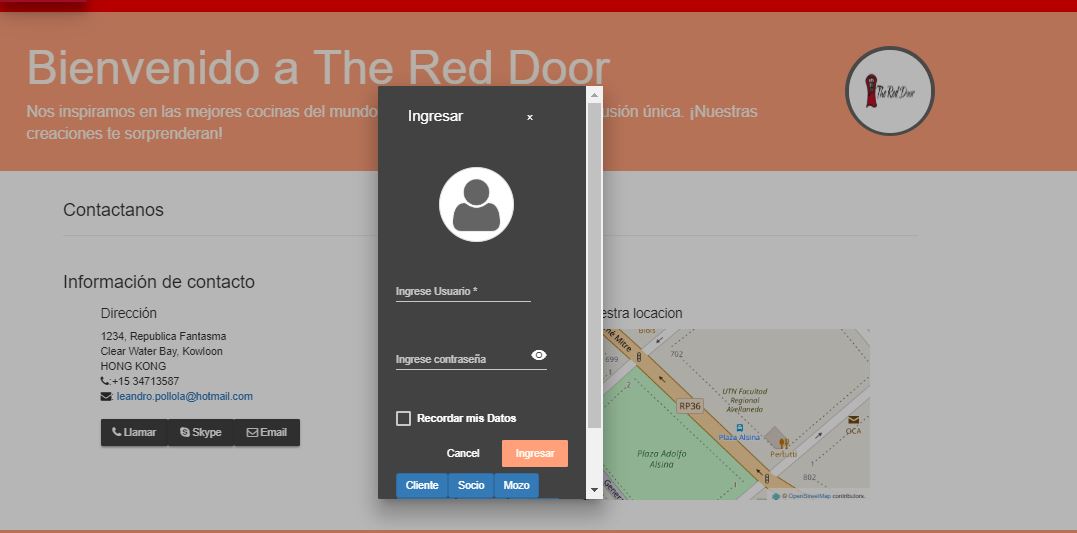 Bienvenido a The Red Door
Nos inspiramos en las mejores cocinas del mundo
usión única. ¡Nuestras
creaciones te sorprenderan!
The Red Door
Ingresar
x
Ingrese Usuario *
Ingrese contraseña
Recordar mis Datos
Cancel
Ingresar
Cliente
Socio
Mozo
Contactanos
Información de contacto
Dirección
1234, Republica Fantasma
Clear Water Bay, Kowloon
HONG KONG
:+15 34713587
: leandro.pollola@hotmail.com
Llamar
Skype
Email
estra locacion
né Mitre
699
702
RP36
UTN Facultad
Regional
Avellaneda
Plaza Alsina
Perlutti
OCA
Plaza Adolfo
Alsina
802
Gener
© OpenStreetMap contributors.